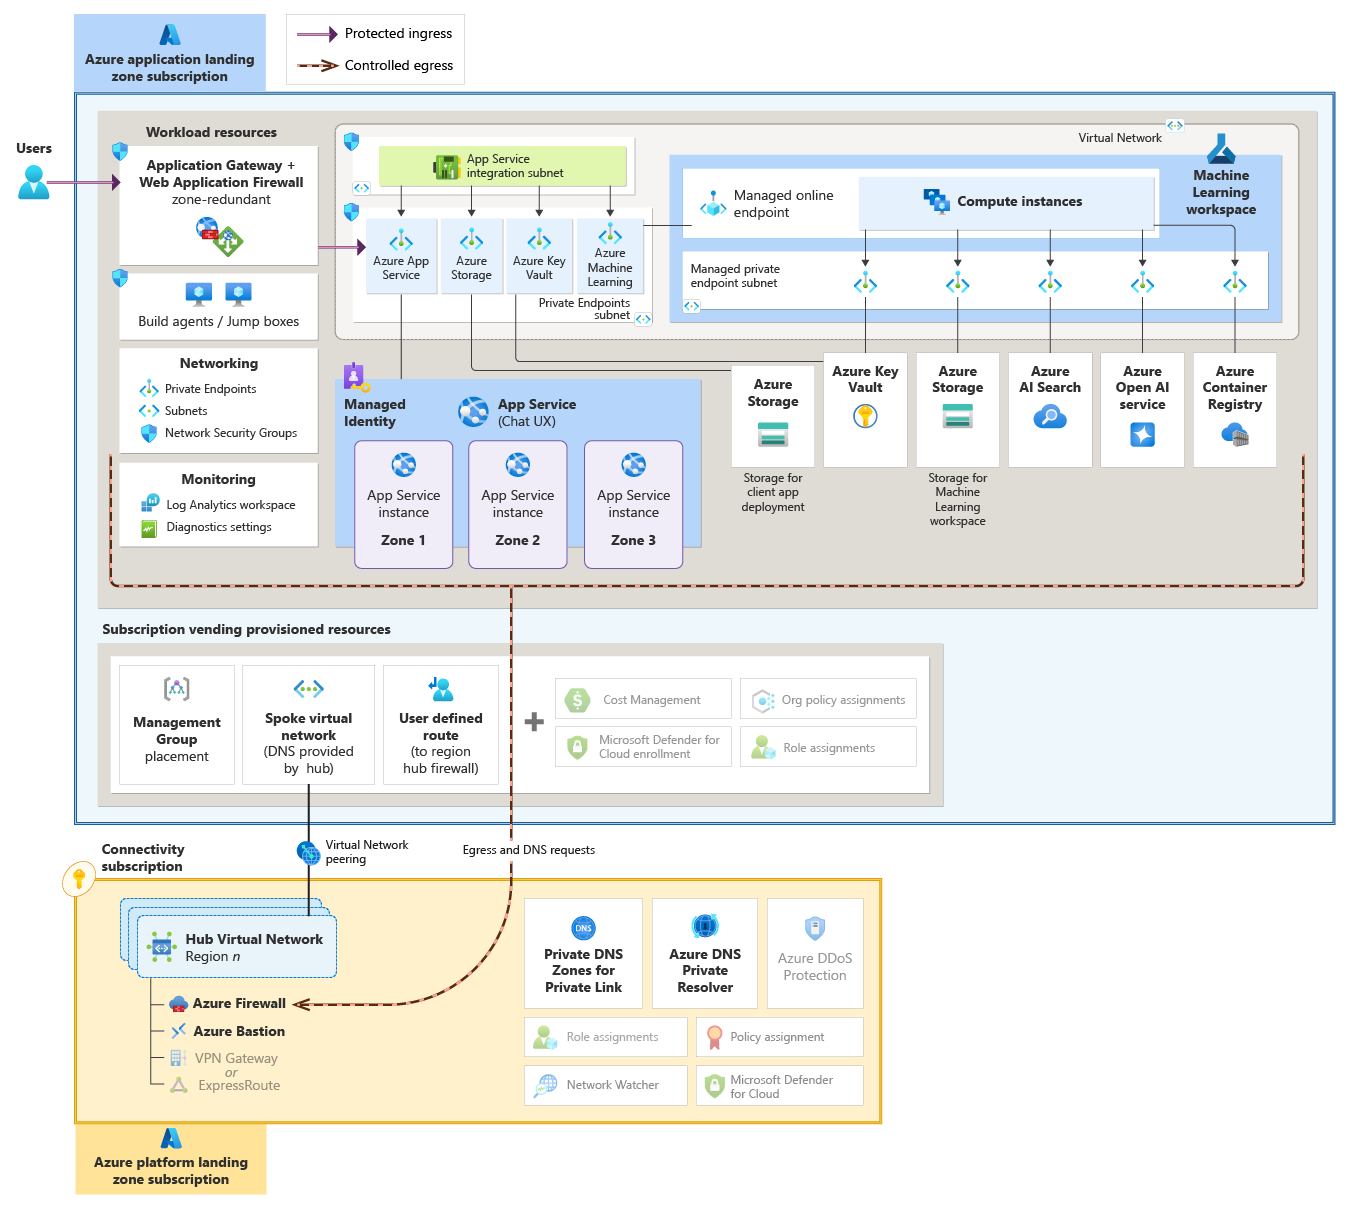 Azure application landing
zone subscription
Protected ingress
Controlled egress
Users
Workload resources
Application Gateway +
Web Application Firewall
zone-redundant
Build agents / Jump boxes
Networking
Private Endpoints
Subnets
Network Security Groups
Monitoring
Log Analytics workspace
Diagnostics settings
Virtual Network
App Service
integration subnet
Azure App
Service
Azure
Storage
Azure Key
Vault
Azure
Machine
Learning
Private Endpoints
subnet
Machine
Learning
workspace
Managed online
endpoint
Compute instances
Managed private
endpoint subnet
Managed
Identity
App Service
(Chat UX)
App Service
instance
Zone 1
App Service
instance
Zone 2
App Service
instance
Zone 3
Azure
Storage
Storage for
client app
deployment
Azure Key
Vault
Azure
Storage
Storage for
Machine
Learning
workspace
Azure
AI Search
Azure
Open AI
service
Azure
Container
Registry
Subscription vending provisioned resources
Management
Group
placement
Spoke virtual
network
(DNS provided
by hub)
User defined
route
(to region
hub firewall)
Cost Management
Org policy assignments
Microsoft Defender for
Cloud enrollment
Role assignments
Connectivity
subscription
Virtual Network
peering
Egress and DNS requests
Hub Virtual Network
Region n
Azure Firewall
Azure Bastion
VPN Gateway
or
ExpressRoute
DNS
Private DNS
Zones for
Private Link
Azure DNS
Private
Resolver
Azure DDoS
Protection
Role assignments
Policy assignment
Network Watcher
Microsoft Defender
for Cloud
Azure platform landing
zone subscription